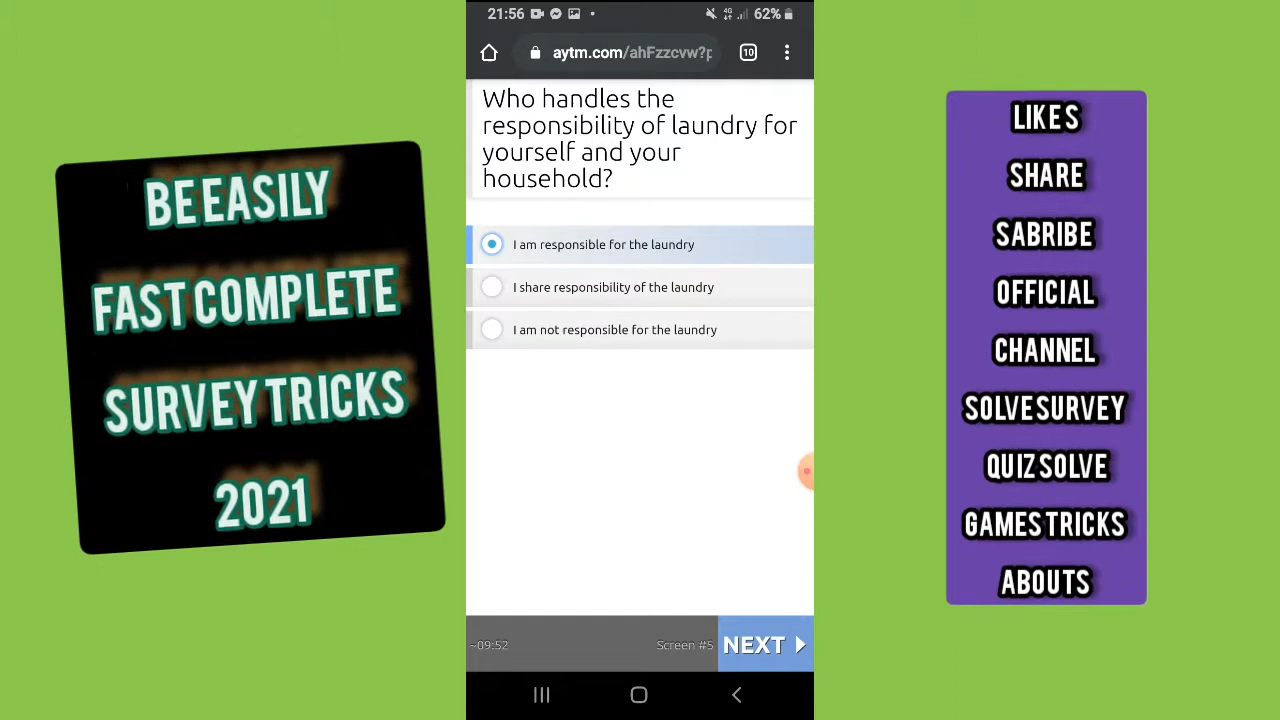 BE EASILY
FAST COMPLETE
SURVEY TRICKS
2021
21:56
4G
62%
aytm.com/ahFzzcvw?p
10
Who handles the
responsibility of laundry for
yourself and your
household?
I am responsible for the laundry
I share responsibility of the laundry
I am not responsible for the laundry
~09:52
Screen #5
NEXT
LIKE S
SHARE
SABRIBE
OFFICIAL
CHANNEL
SOLVE SURVEY
QUIZ SOLVE
GAMES TRICKS
ABOUTS